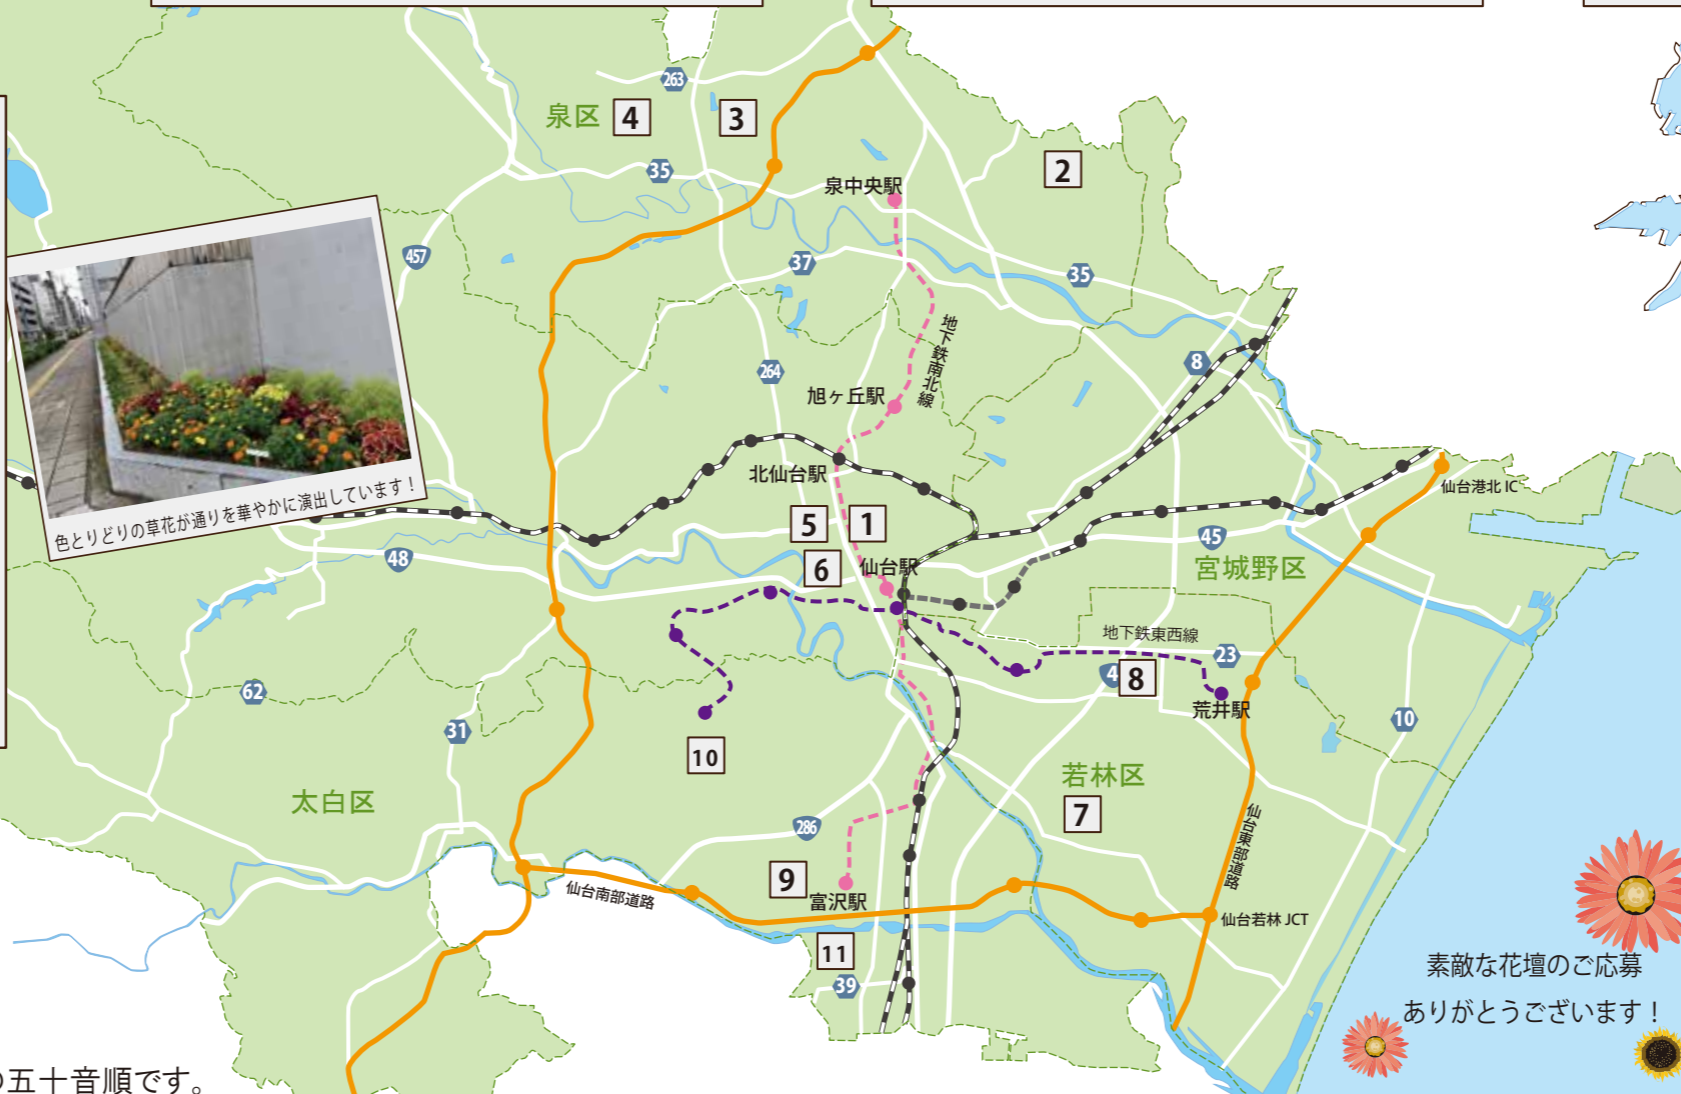 263
泉区
4
3
2
35
泉中央駅
457
37
35
地下鉄南北線
8
264
旭ヶ丘駅
北仙台駅
仙台港北 IC
色とりどりの草花が通りを華やかに演出しています！
5
1
45
48
6
仙台駅
宮城野区
地下鉄東西線
23
4
8
62
荒井駅
10
31
10
若林区
太白区
7
286
仙台東部道路
9
仙台南部道路
富沢駅
仙台若林 JCT
11
39
素敵な花壇のご応募
ありがとうございます！
の五十音順です。